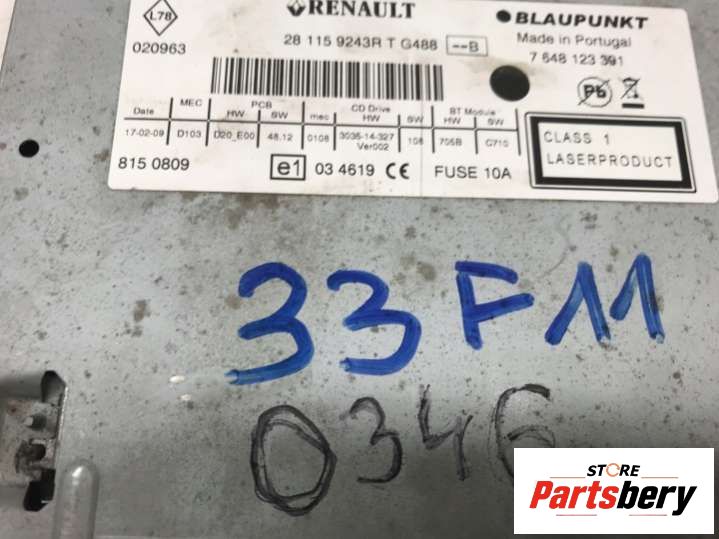 L78
RENAULT
BLAUPUNKT
020963
28 115 9243R T G488
--B
Made in Portugal
7 648 123 391
Date MEC PCB HW SW mec CD Drive HW SW BT Module HW SW
17-02-09 D103 D20_E00 48.12 0108 3035-14-327 Ver002 108 705B C710
Pb
CLASS 1
LASERPRODUCT
815 0809
e1 03 4619 CE FUSE 10A
33F11
0346
STORE
Partsbery